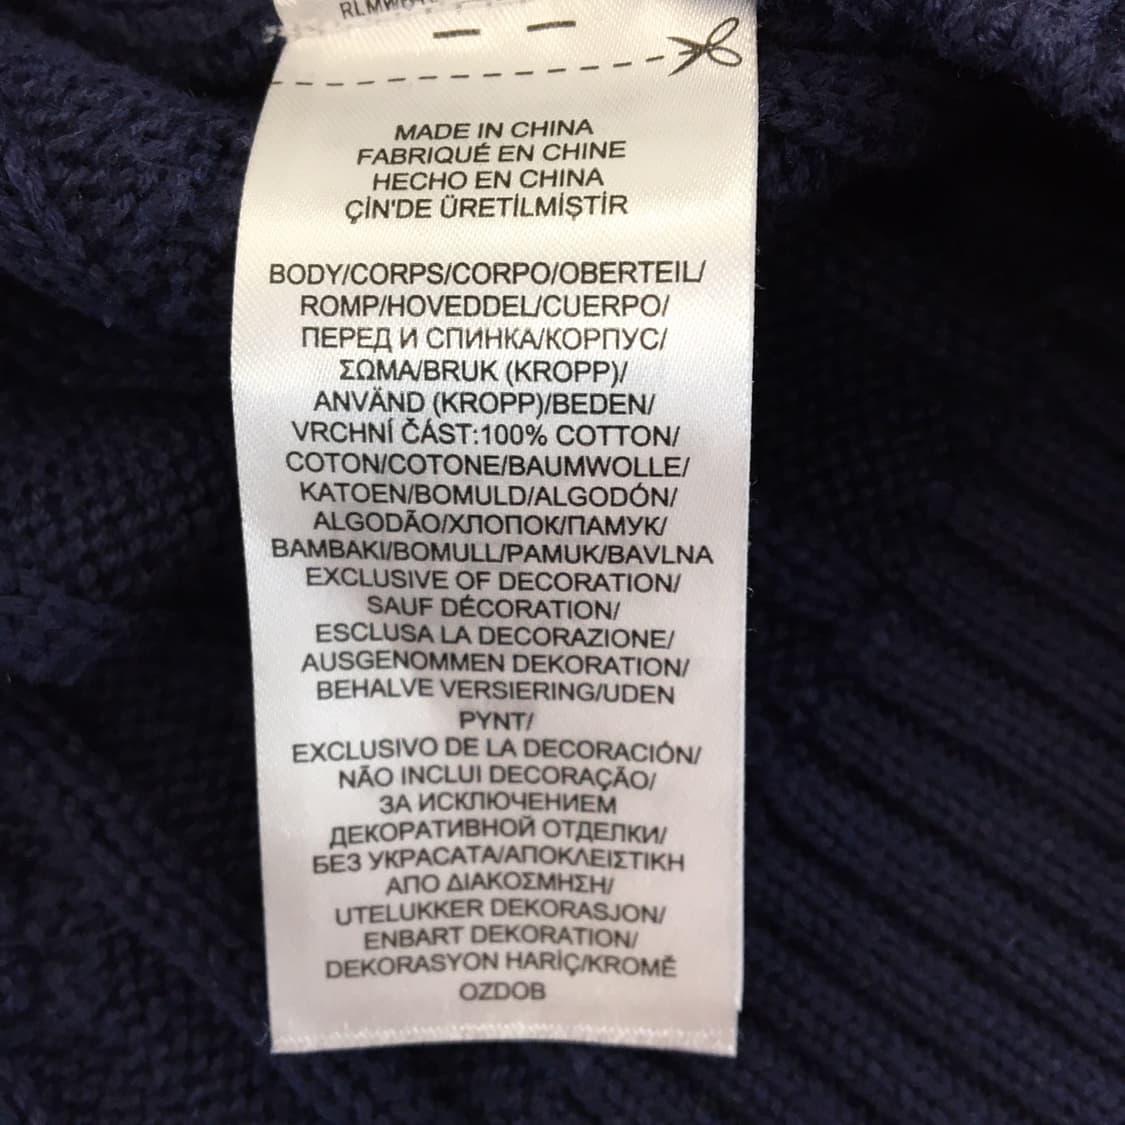 MADE IN CHINA
FABRIQUÉ EN CHINE
HECHO EN CHINA
ÇİN'DE ÜRETİLMİŞTİR
BODY/CORPS/CORPO/OBERTEIL/
ROMP/HOVEDDEL/CUERPO/
ПЕРЕД И СПИНКА/КОРПУС/
ΣΩΜΑ/BRUK (KROPP)/
ANVÄND (KROPP)/BEDEN/
VRCHNÍ ČÁST:100% COTTON/
COTON/COTONE/BAUMWOLLE/
KATOEN/BOMULD/ALGODÓN/
ALGODÃO/ХЛОПОК/ПАМУК/
BAMBAKI/BOMULL/PAMUK/BAVLNA
EXCLUSIVE OF DECORATION/
SAUF DÉCORATION/
ESCLUSA LA DECORAZIONE/
AUSGENOMMEN DEKORATION/
BEHALVE VERSIERING/UDEN
PYNT/
EXCLUSIVO DE LA DECORACIÓN/
NÃO INCLUI DECORAÇÃO/
ЗА ИСКЛЮЧЕНИЕМ
ДЕКОРАТИВНОЙ ОТДЕЛКИ/
БЕЗ УКРАСАТА/ΑΠΟΚΛΕΙΣΤΙΚΗ
ΑΠΟ ΔΙΑΚΟΣΜΗΣΗ/
UTELUKKER DEKORASJON/
ENBART DEKORATION/
DEKORASYON HARİÇ/KROMĚ
OZDOB